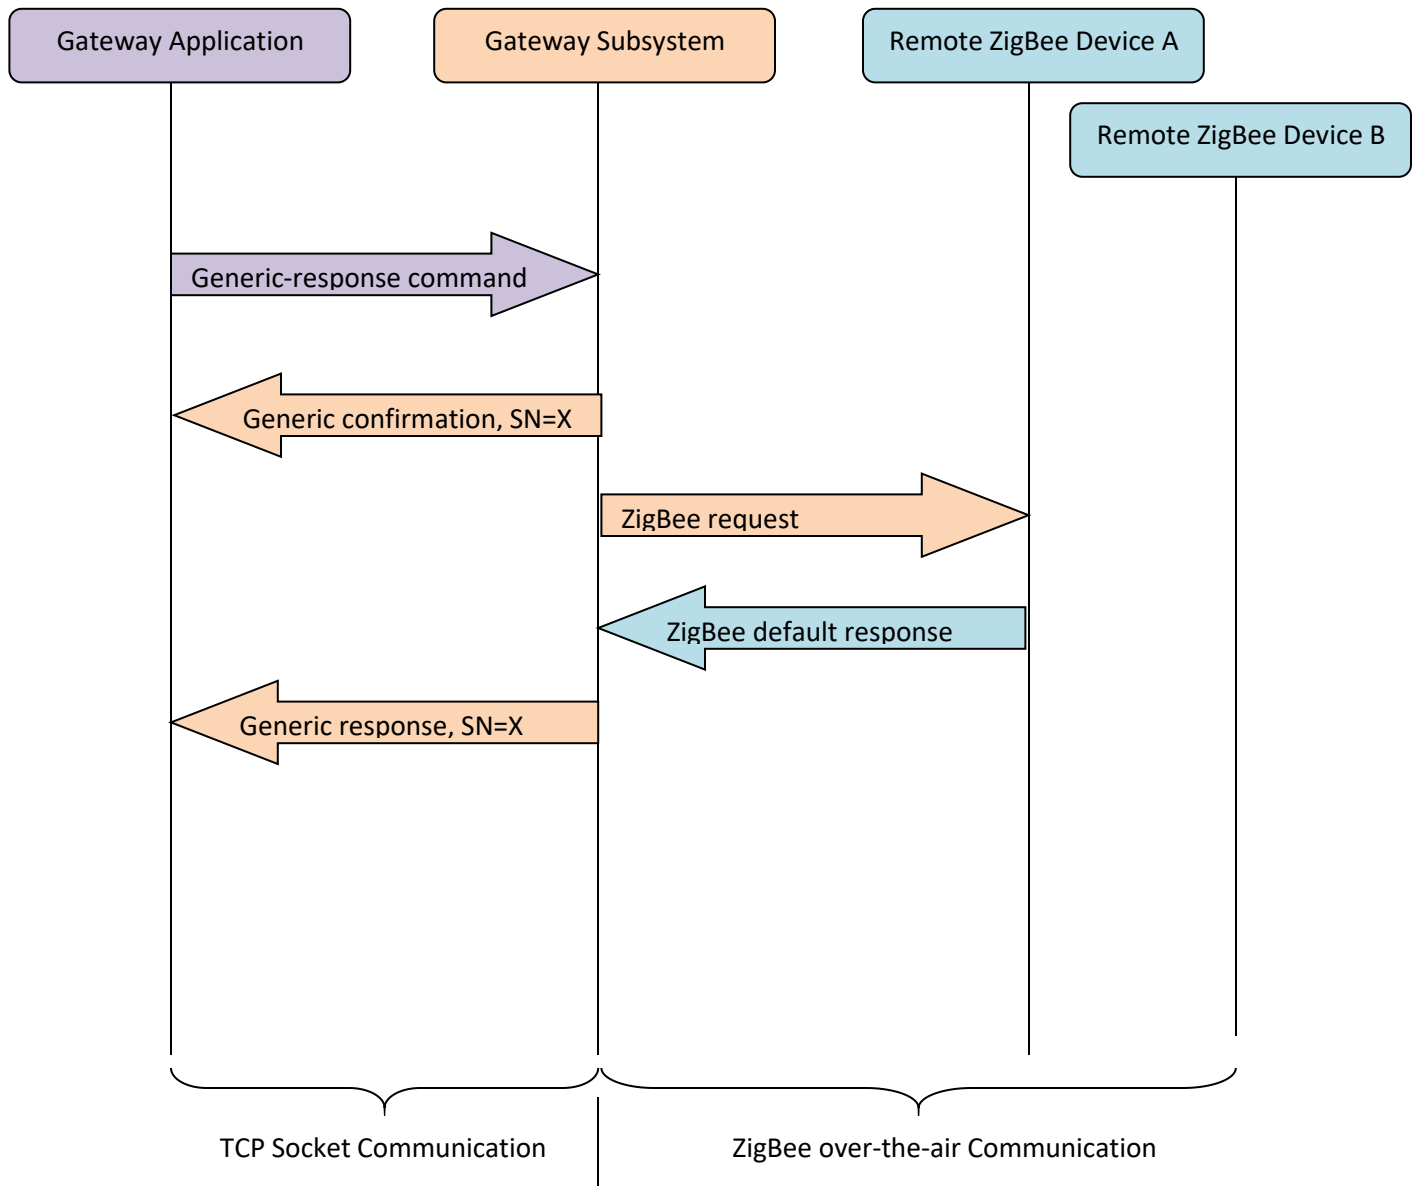 Gateway Application
Gateway Subsystem
Remote ZigBee Device A
Remote ZigBee Device B
Generic-response command
Generic confirmation, SN=X
ZigBee request
ZigBee default response
Generic response, SN=X
TCP Socket Communication
ZigBee over-the-air Communication